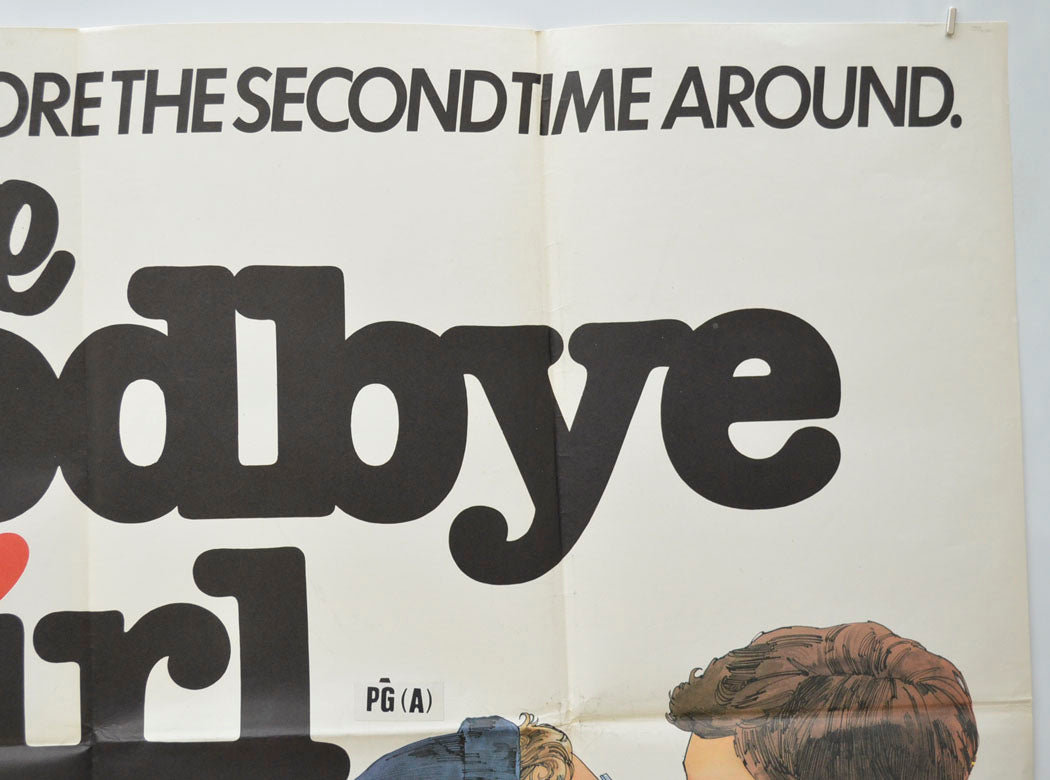 ORE THE SECOND TIME AROUND.
e
odbye
irl
PG (A)